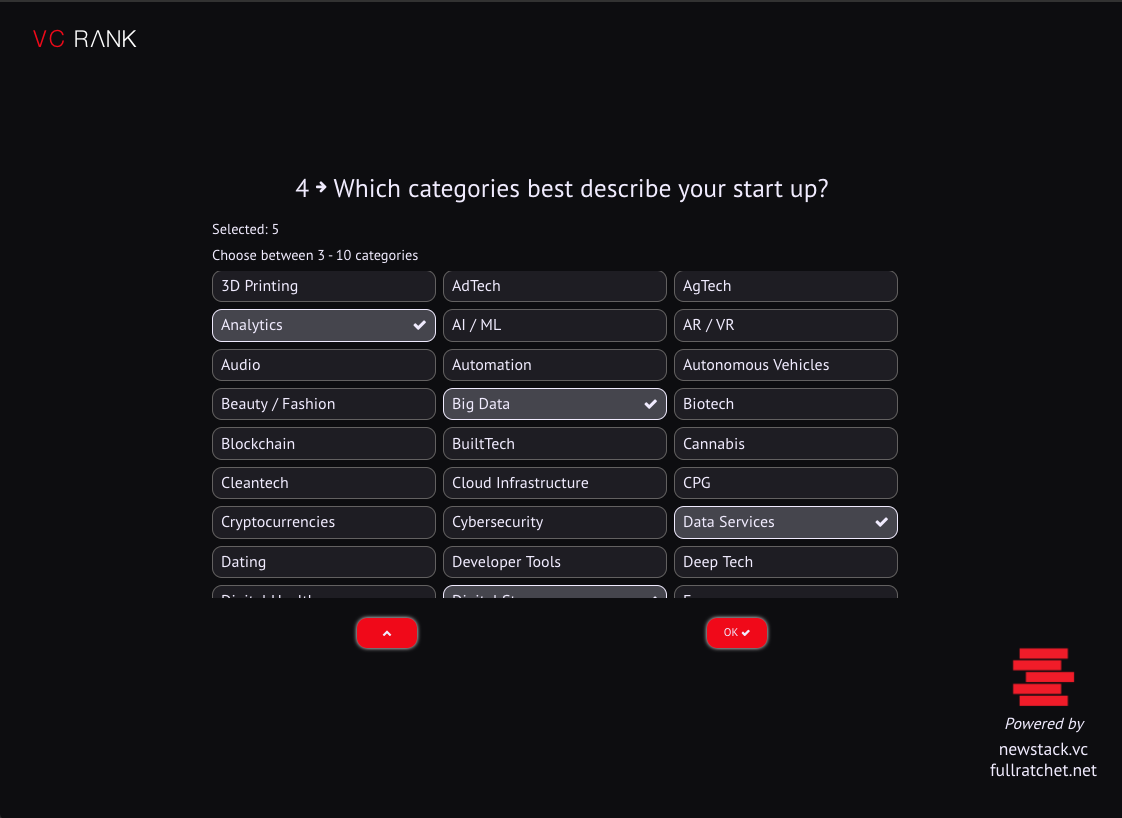 VC RANK
4 → Which categories best describe your start up?
Selected: 5
Choose between 3 - 10 categories
3D Printing AdTech AgTech
Analytics AI / ML AR / VR
Audio Automation Autonomous Vehicles
Beauty / Fashion Big Data Biotech
Blockchain BuiltTech Cannabis
Cleantech Cloud Infrastructure CPG
Cryptocurrencies Cybersecurity Data Services
Dating Developer Tools Deep Tech
Digital Health Digital
OK
Powered by
newstack.vc
fullratchet.net